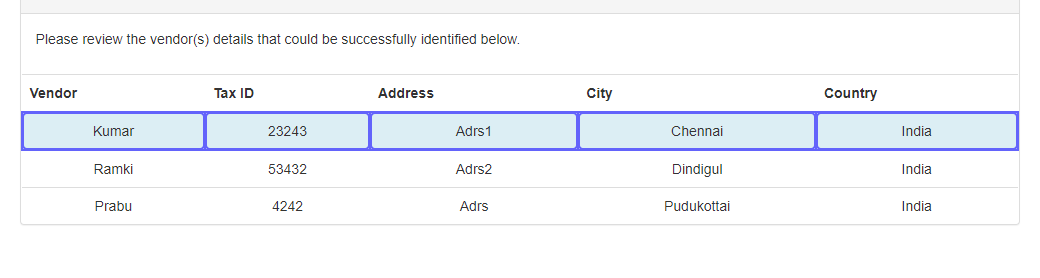 Please review the vendor(s) details that could be successfully identified below.
Vendor Tax ID Address City Country
Kumar 23243 Adrs1 Chennai India
Ramki 53432 Adrs2 Dindigul India
Prabu 4242 Adrs Pudukottai India